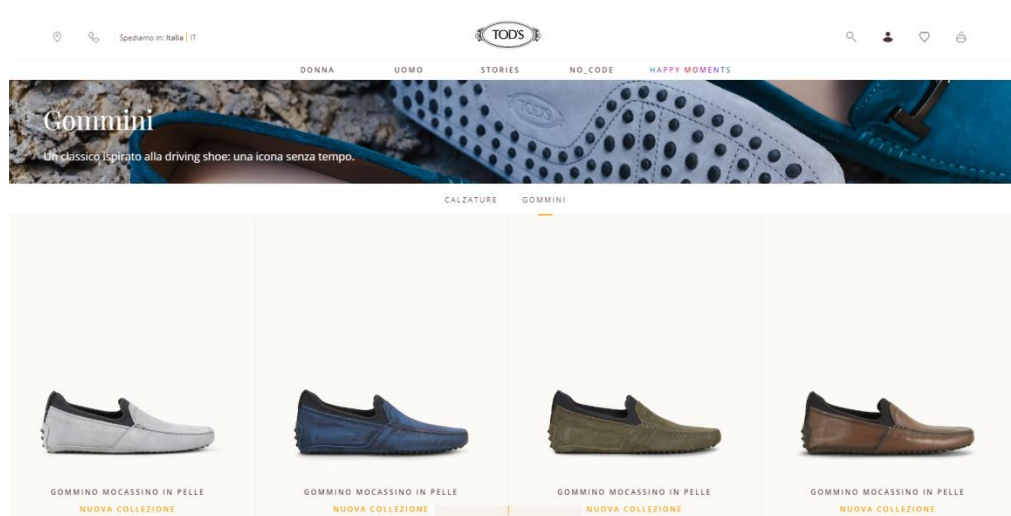 Spediamo in: Italia | IT
TOD'S
DONNA UOMO STORIES NO_CODE HAPPY MOMENTS
Gommini
TOD'S
Un classico ispirato alla driving shoe: una icona senza tempo.
CALZATURE GOMMINI
GOMMINO MOCASSINO IN PELLE GOMMINO MOCASSINO IN PELLE GOMMINO MOCASSINO IN PELLE GOMMINO MOCASSINO IN PELLE
NUOVA COLLEZIONE NUOVA COLLEZIONE NUOVA COLLEZIONE NUOVA COLLEZIONE